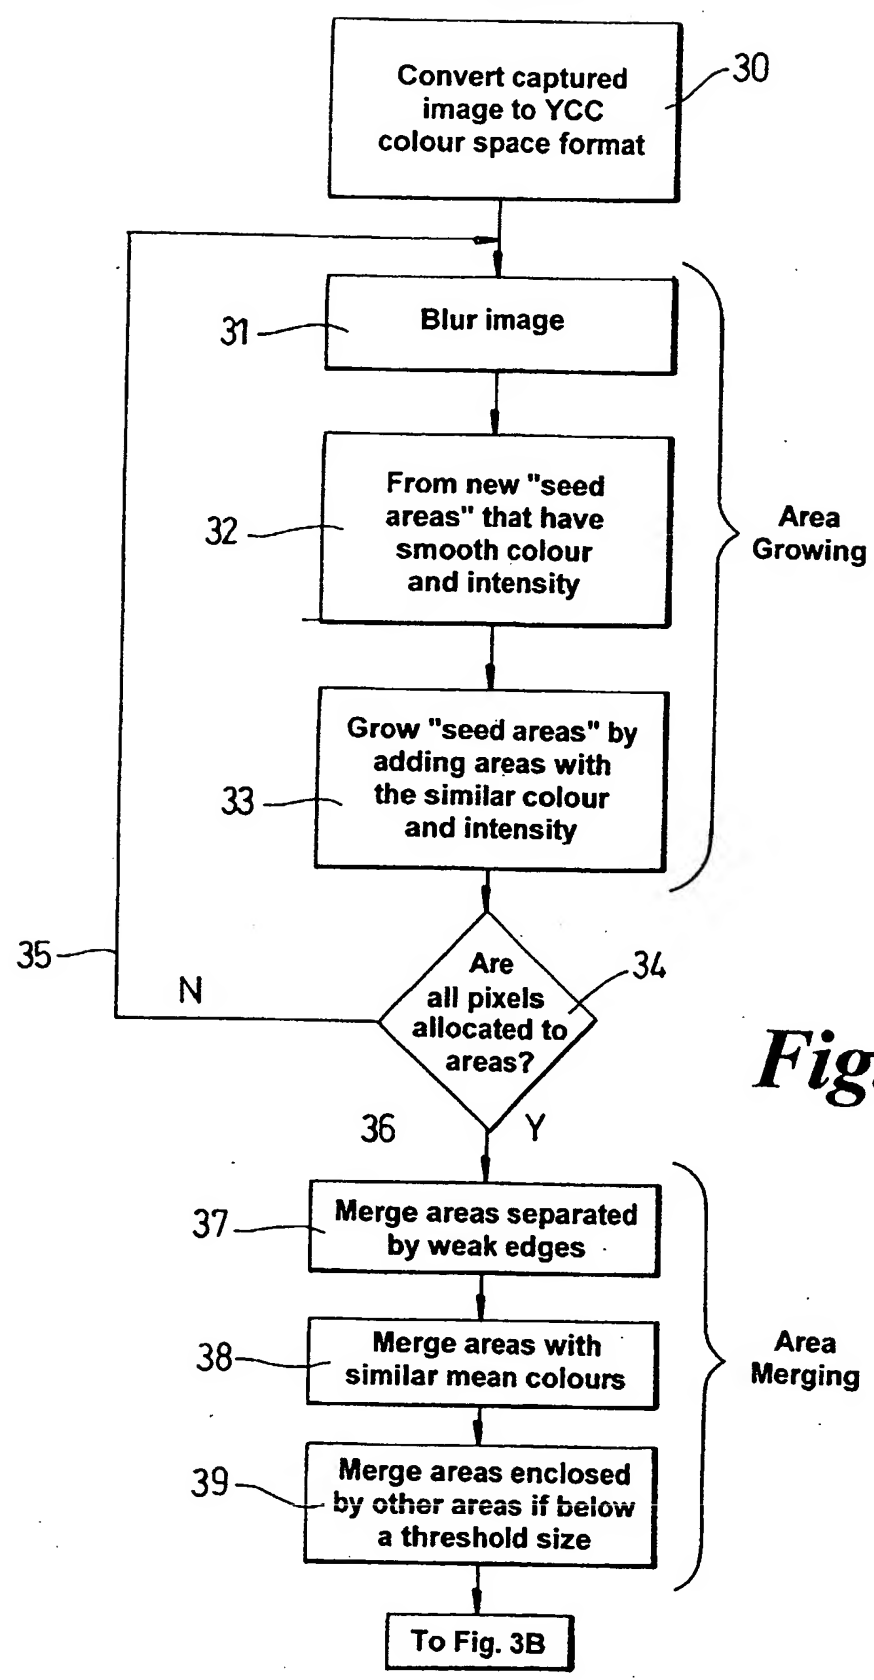 Convert captured
image to YCC
colour space format
30
31
Blur image
32
From new "seed
areas" that have
smooth colour
and intensity
Area
Growing
33
Grow "seed areas" by
adding areas with
the similar colour
and intensity
35
N
Are
all pixels
allocated to
areas?
34
Fig.
36
Y
37
Merge areas separated
by weak edges
38
Merge areas with
similar mean colours
Area
Merging
39
Merge areas enclosed
by other areas if below
a threshold size
To Fig. 3B